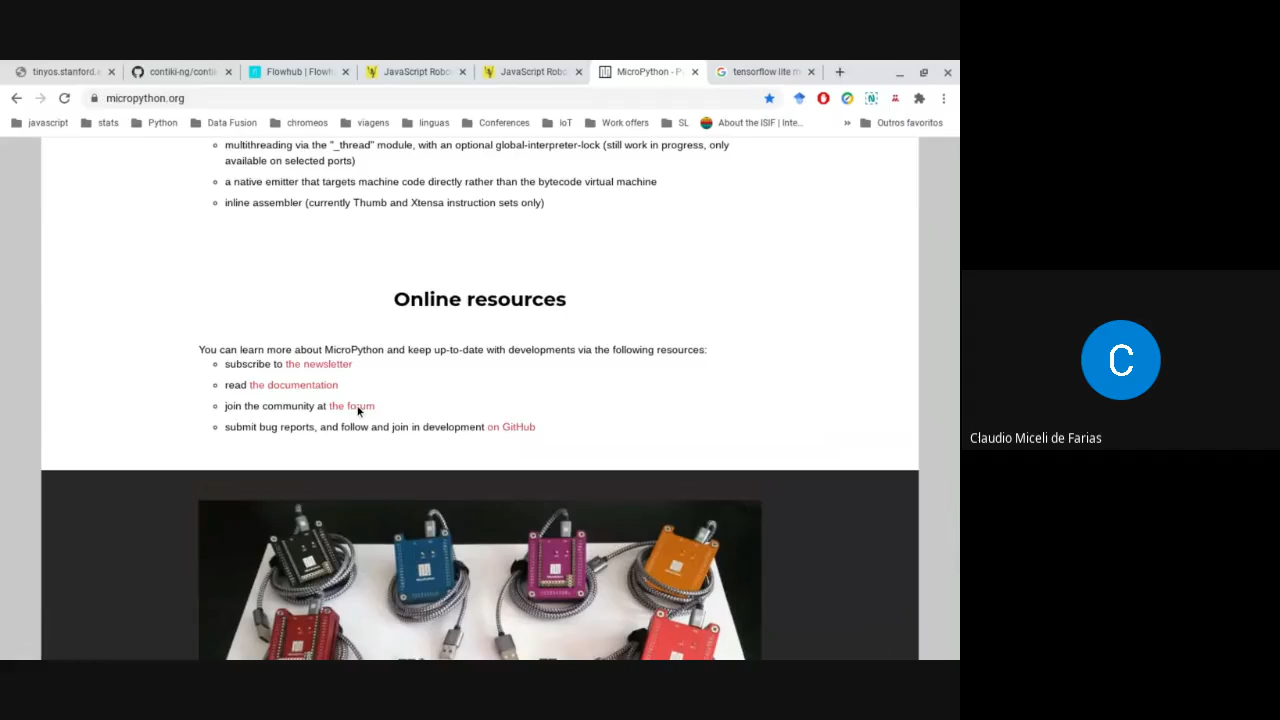 tinyos.stanford.e
contiki-ng/conti
Flowhub | Flowh
JavaScript Robo
JavaScript Robo
MicroPython - P
tensorflow lite m
micropython.org
javascript
stats
Python
Data Fusion
chromeos
viagens
linguas
Conferences
IoT
Work offers
SL
About the ISIF | Inte...
»
Outros favoritos
multithreading via the "_thread" module, with an optional global-interpreter-lock (still work in progress, only
available on selected ports)
a native emitter that targets machine code directly rather than the bytecode virtual machine
inline assembler (currently Thumb and Xtensa instruction sets only)
Online resources
You can learn more about MicroPython and keep up-to-date with developments via the following resources:
subscribe to the newsletter
read the documentation
join the community at the forum
submit bug reports, and follow and join in development on GitHub
C
Claudio Miceli de Farias